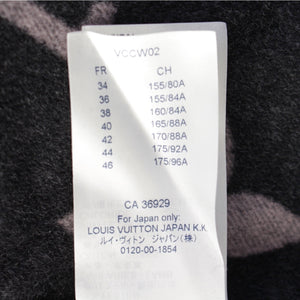 VCCW02
FR CH
34 155/80A
36 155/84A
38 160/84A
40 165/88A
42 170/88A
44 175/92A
46 175/96A
CA 36929
For Japan only:
LOUIS VUITTON JAPAN K.K.
ルイ・ヴィトン ジャパン(株)
0120-00-1854